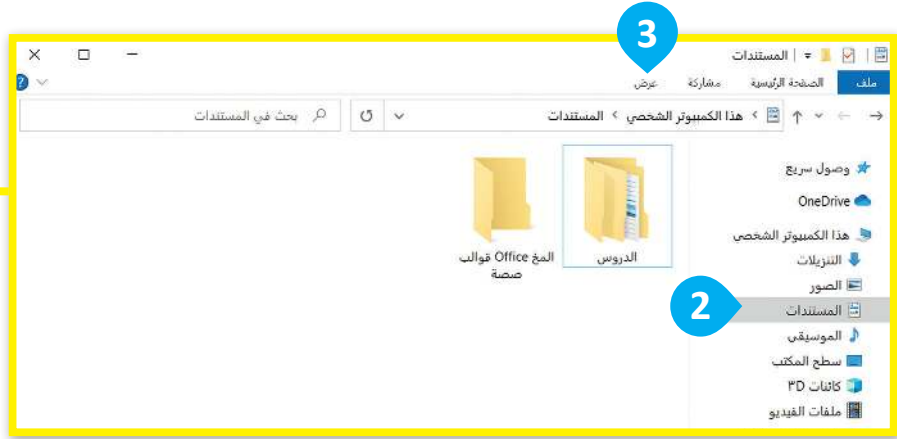 3
المستندات
ملف الصفحة الرئيسية مشاركة عرض
هذا الكمبيوتر الشخصي > المستندات
بحث في المستندات
وصول سريع
OneDrive
هذا الكمبيوتر الشخصي
التنزيلات
الصور
المستندات
2
الموسيقى
سطح المكتب
كائنات ٣D
ملفات الفيديو
الدروس
المخ Office قوالب
صصة